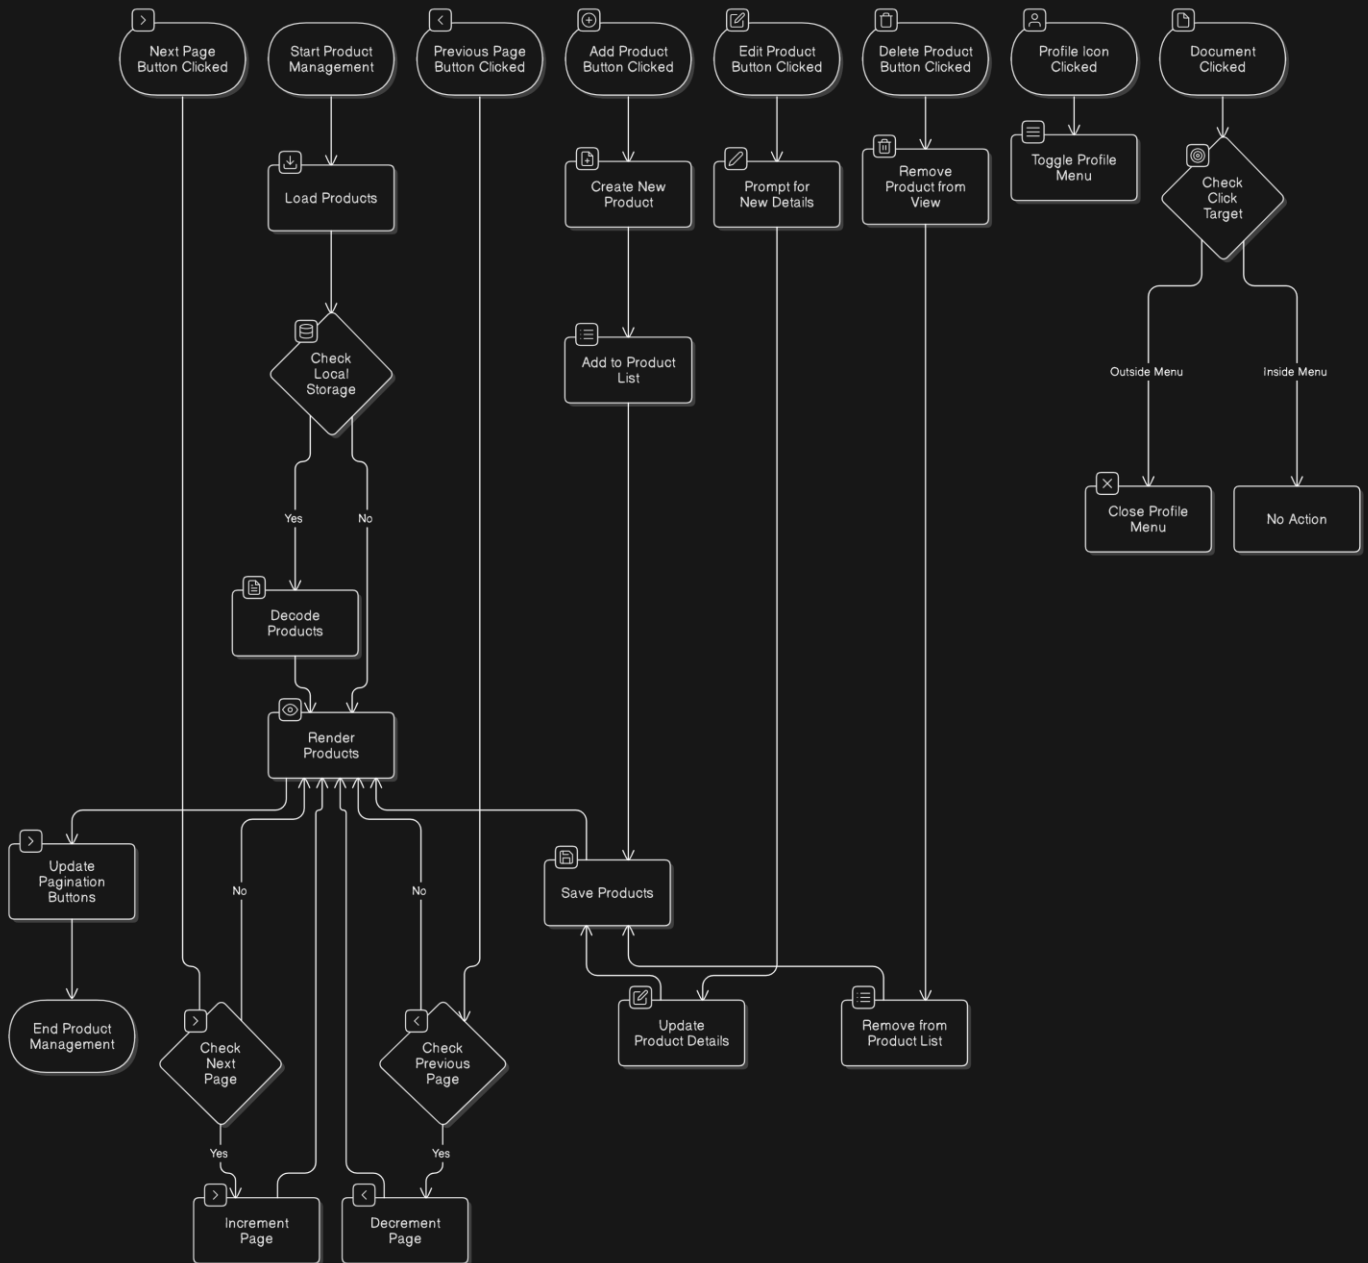 Next Page
Button Clicked
Start Product
Management
Previous Page
Button Clicked
Add Product
Button Clicked
Edit Product
Button Clicked
Delete Product
Button Clicked
Profile Icon
Clicked
Document
Clicked
Load Products
Create New
Product
Prompt for
New Details
Remove
Product from
View
Toggle Profile
Menu
Check
Click
Target
Check
Local
Storage
Add to Product
List
Outside Menu
Inside Menu
Yes
No
Close Profile
Menu
No Action
Decode
Products
Render
Products
Update
Pagination
Buttons
No
No
Save Products
End Product
Management
Check
Next
Page
Check
Previous
Page
Update
Product Details
Remove from
Product List
Yes
Yes
Increment
Page
Decrement
Page